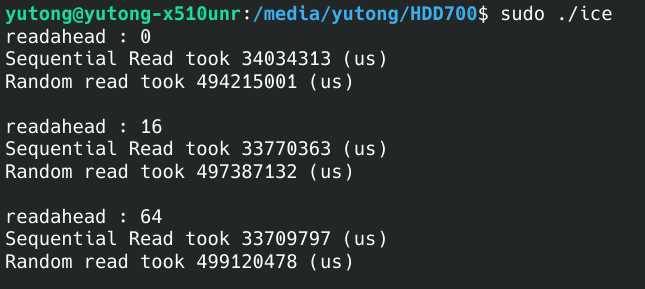 yutong@yutong-x510unr:/media/yutong/HDD700$ sudo ./ice
readahead : 0
Sequential Read took 34034313 (us)
Random read took 494215001 (us)
readahead : 16
Sequential Read took 33770363 (us)
Random read took 497387132 (us)
readahead : 64
Sequential Read took 33709797 (us)
Random read took 499120478 (us)